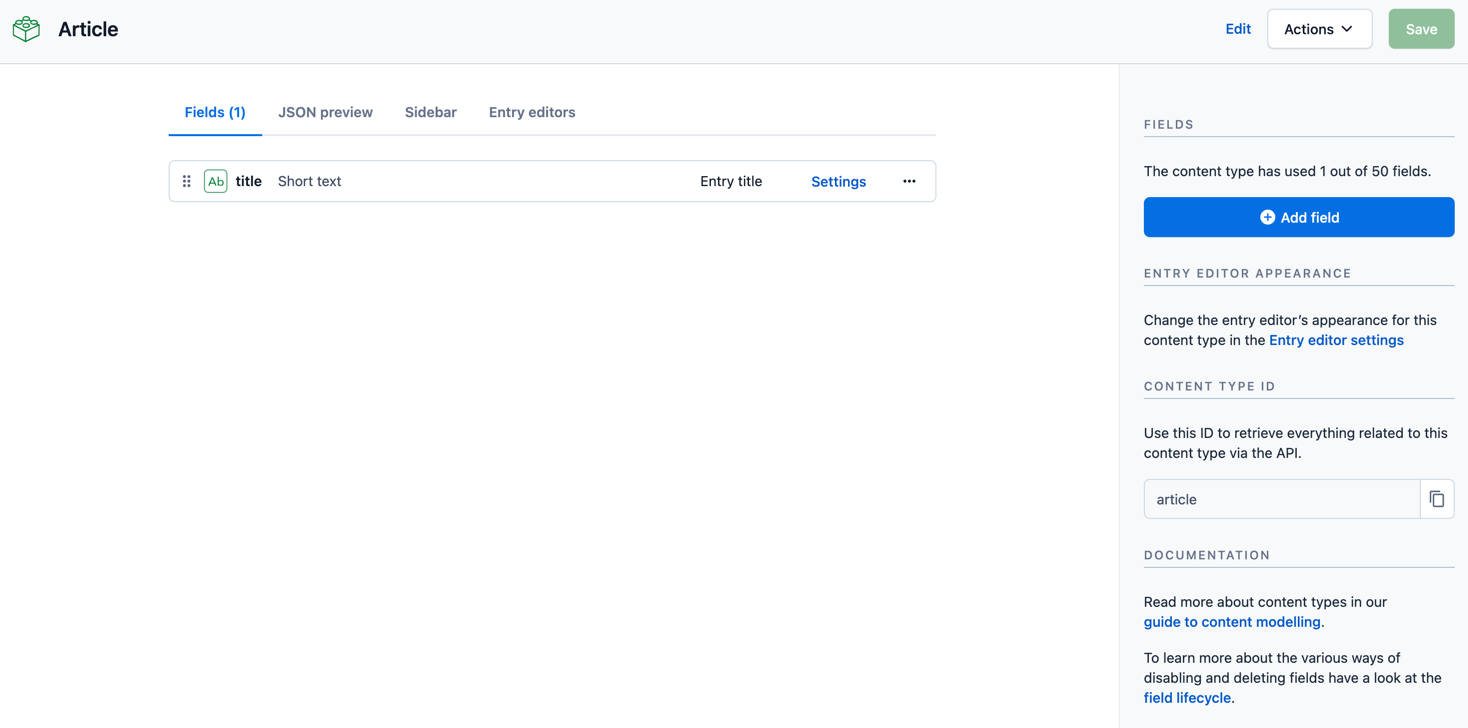 Article
Edit
Actions
Save
Fields (1)
JSON preview
Sidebar
Entry editors
Ab title Short text Entry title Settings
FIELDS
The content type has used 1 out of 50 fields.
Add field
ENTRY EDITOR APPEARANCE
Change the entry editor’s appearance for this
content type in the Entry editor settings
CONTENT TYPE ID
Use this ID to retrieve everything related to this
content type via the API.
article
DOCUMENTATION
Read more about content types in our
guide to content modelling.
To learn more about the various ways of
disabling and deleting fields have a look at the
field lifecycle.